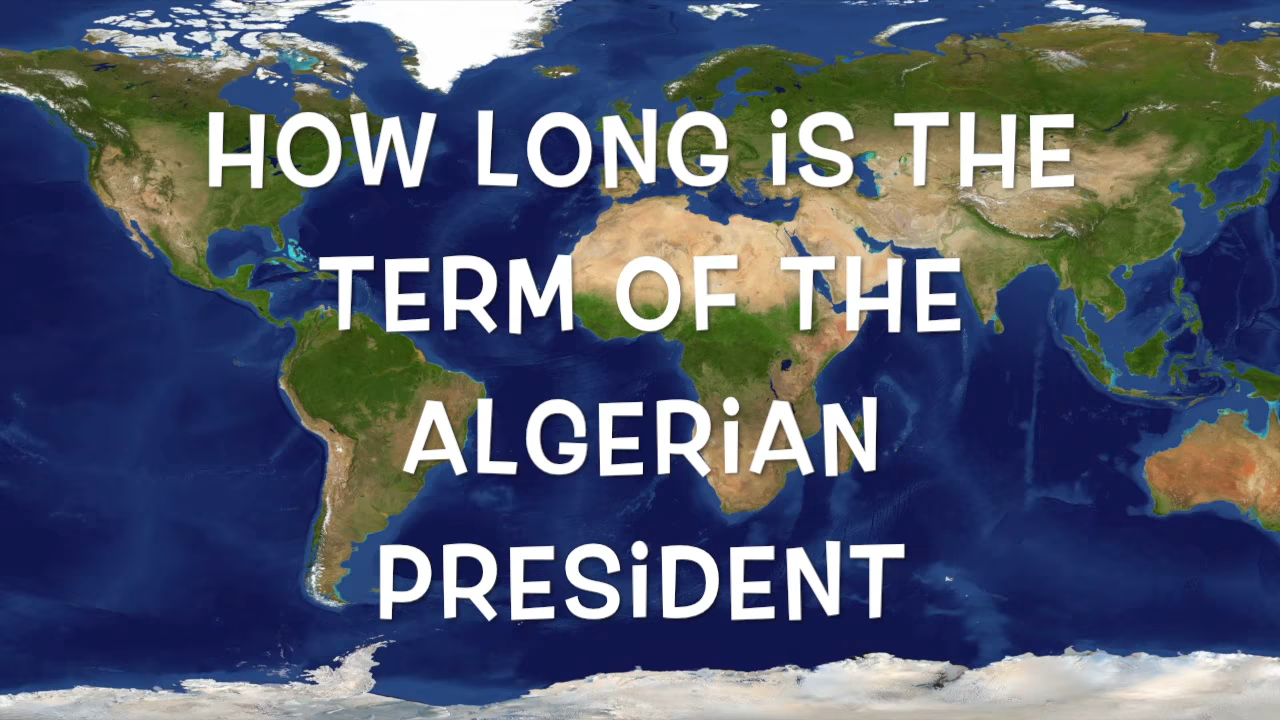 HOW LONG iS THE
TERM OF THE
ALGERiAN
PRESiDENT